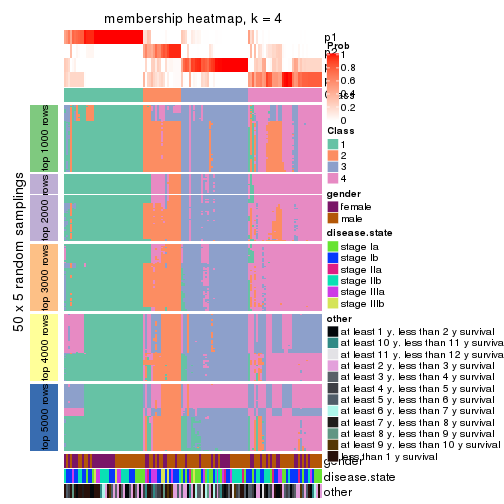 membership heatmap, k = 4
p1
Prob
1
0.8
0.6
0.4
0.2
0
Class
1
2
3
4
gender
female
male
disease.state
stage Ia
stage Ib
stage IIa
stage IIb
stage IIIa
stage IIIb
other
at least 1 y. less than 2 y survival
at least 10 y. less than 11 y surviva
at least 11 y. less than 12 y surviva
at least 2 y. less than 3 y survival
at least 3 y. less than 4 y survival
at least 4 y. less than 5 y survival
at least 5 y. less than 6 y survival
at least 6 y. less than 7 y survival
at least 7 y. less than 8 y survival
at least 8 y. less than 9 y survival
at least 9 y. less than 10 y survival
less than 1 y survival
50 x 5 random samplings
top 1000 rows
top 2000 rows
top 3000 rows
top 4000 rows
top 5000 rows
gender
disease.state
other